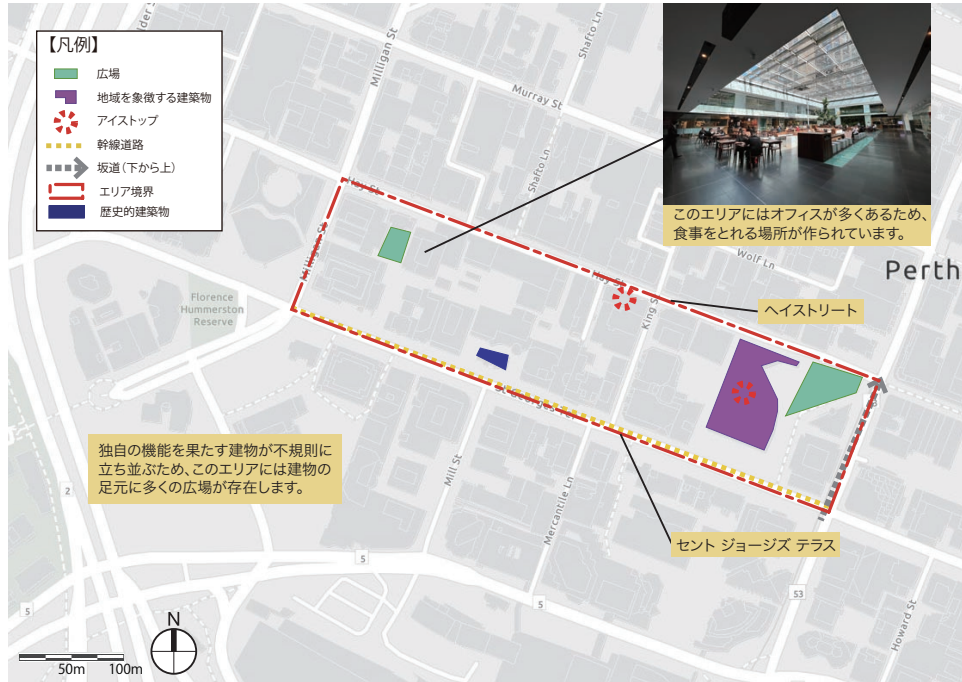 【凡例】
広場
地域を象徴する建築物
アイストップ
幹線道路
坂道(下から上)
エリア境界
歴史的建築物
Milligan St
Shafto Ln
Murray St
Shafto Ln
Hay St
Milligan St
このエリアにはオフィスが多くあるため、
食事をとれる場所が作られています。
Wolf Ln
Perth
Hay St
King S
ヘイストリート
Florence
Hummerston
Reserve
St Georges Ter
独自の機能を果たす建物が不規則に
立ち並ぶため、このエリアには建物の
足元に多くの広場が存在します。
Mill St
Mercantile Ln
セント ジョージズ テラス
2
5
5
5
53
Howard St
N
50m
100m